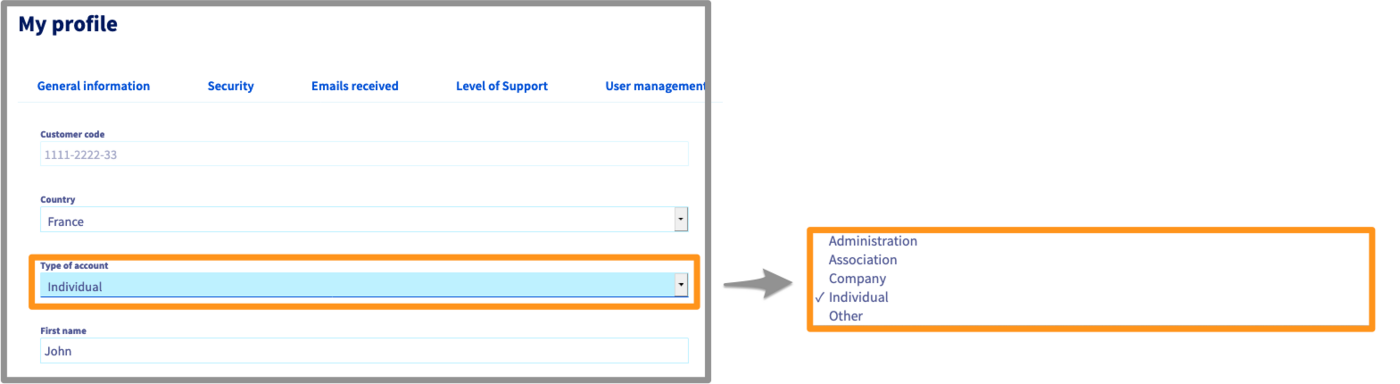 My profile
General information Security Emails received Level of Support User management
Customer code
1111-2222-33
Country
France
Type of account
Individual
First name
John
Administration
Association
Company
✓ Individual
Other